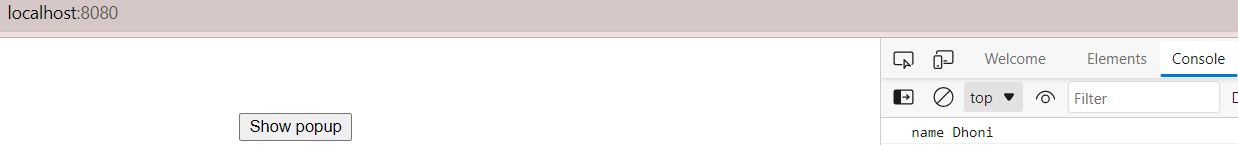 localhost:8080
Welcome Elements Console
top Filter
Show popup
name Dhoni